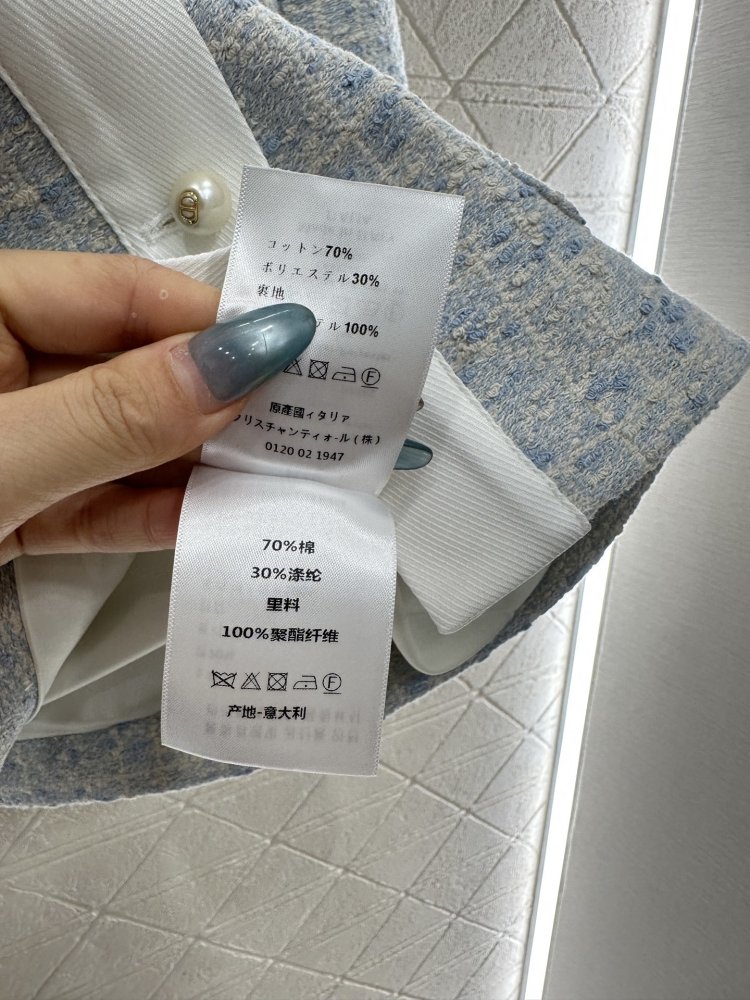 コットン70%
ポリエステル30%
裏地
テル100%
F
原產國イタリア
リスチャンディオール(株)
0120 02 1947
70%棉
30%涤纶
里料
100%聚酯纤维
F
产地-意大利
CD